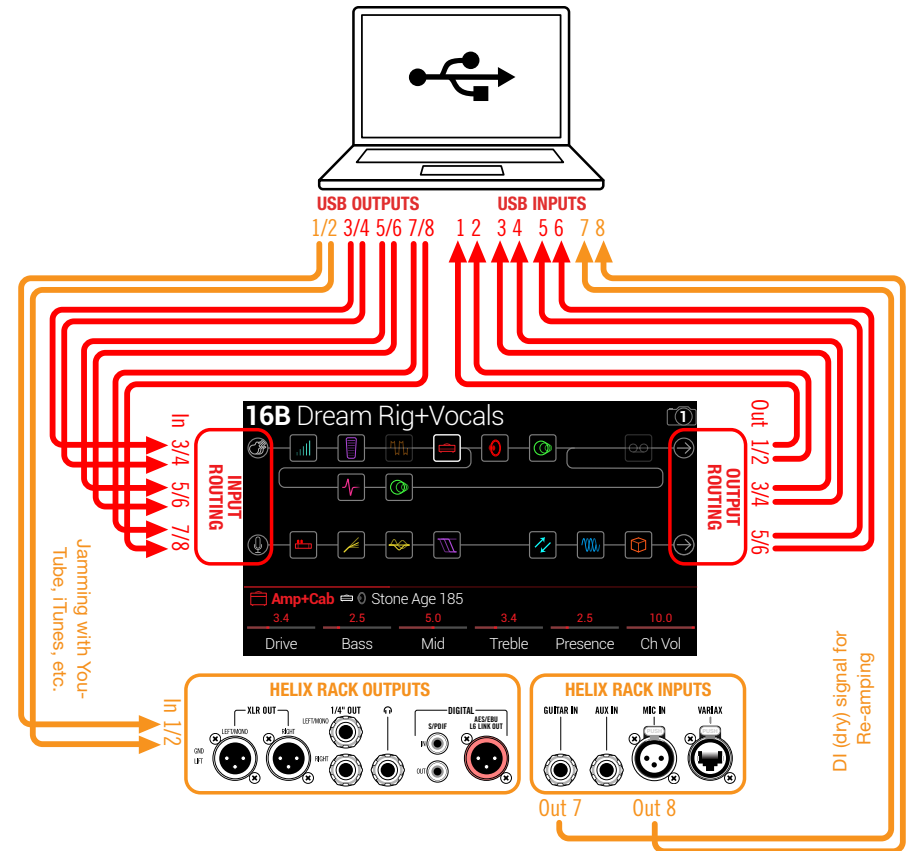 USB OUTPUTS
USB INPUTS
1/2 3/4 5/6 7/8
1 2 3 4 5 6 7 8
In 3/4 5/6 7/8
INPUT
ROUTING
16B Dream Rig+Vocals
1
Out 1/2 3/4 5/6
OUTPUT
ROUTING
Amp+Cab Stone Age 185
3.4 2.5 5.0 3.4 2.5 10.0
Drive Bass Mid Treble Presence Ch Vol
Jamming with You-
Tube, iTunes, etc.
In 1/2
DI (dry) signal for
Re-amping
HELIX RACK OUTPUTS
XLR OUT
LEFT/MONO
RIGHT
GND
LIFT
1/4" OUT
LEFT/MONO
RIGHT
DIGITAL
S/PDIF
IN
OUT
AES/EBU
L6 LINK OUT
HELIX RACK INPUTS
GUITAR IN AUX IN MIC IN VARIAX
PUSH
Out 7 Out 8